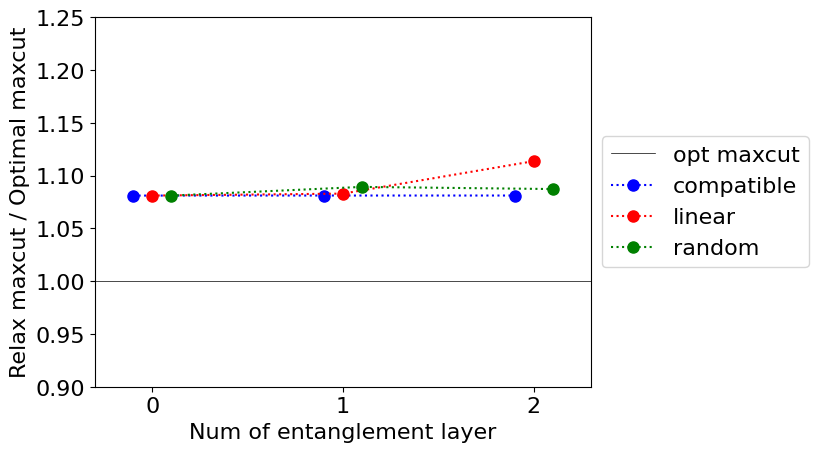 Relax maxcut / Optimal maxcut
1.25
1.20
1.15
1.10
1.05
1.00
0.95
0.90
0
1
2
Num of entanglement layer
opt maxcut
compatible
linear
random